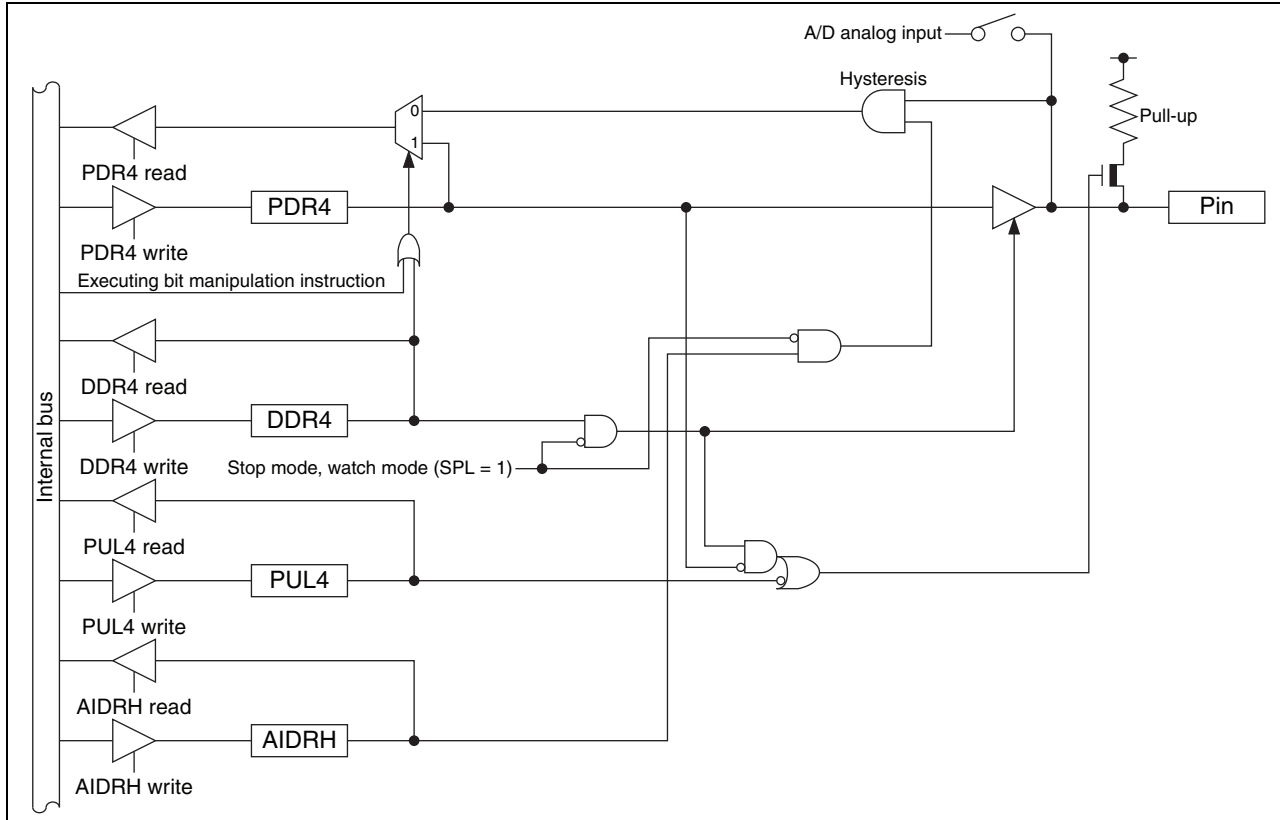 A/D analog input
Hysteresis
0
1
Pull-up
PDR4 read
PDR4
Pin
PDR4 write
Executing bit manipulation instruction
DDR4 read
DDR4
DDR4 write
Stop mode, watch mode (SPL = 1)
Internal bus
PUL4 read
PUL4
PUL4 write
AIDRH read
AIDRH
AIDRH write